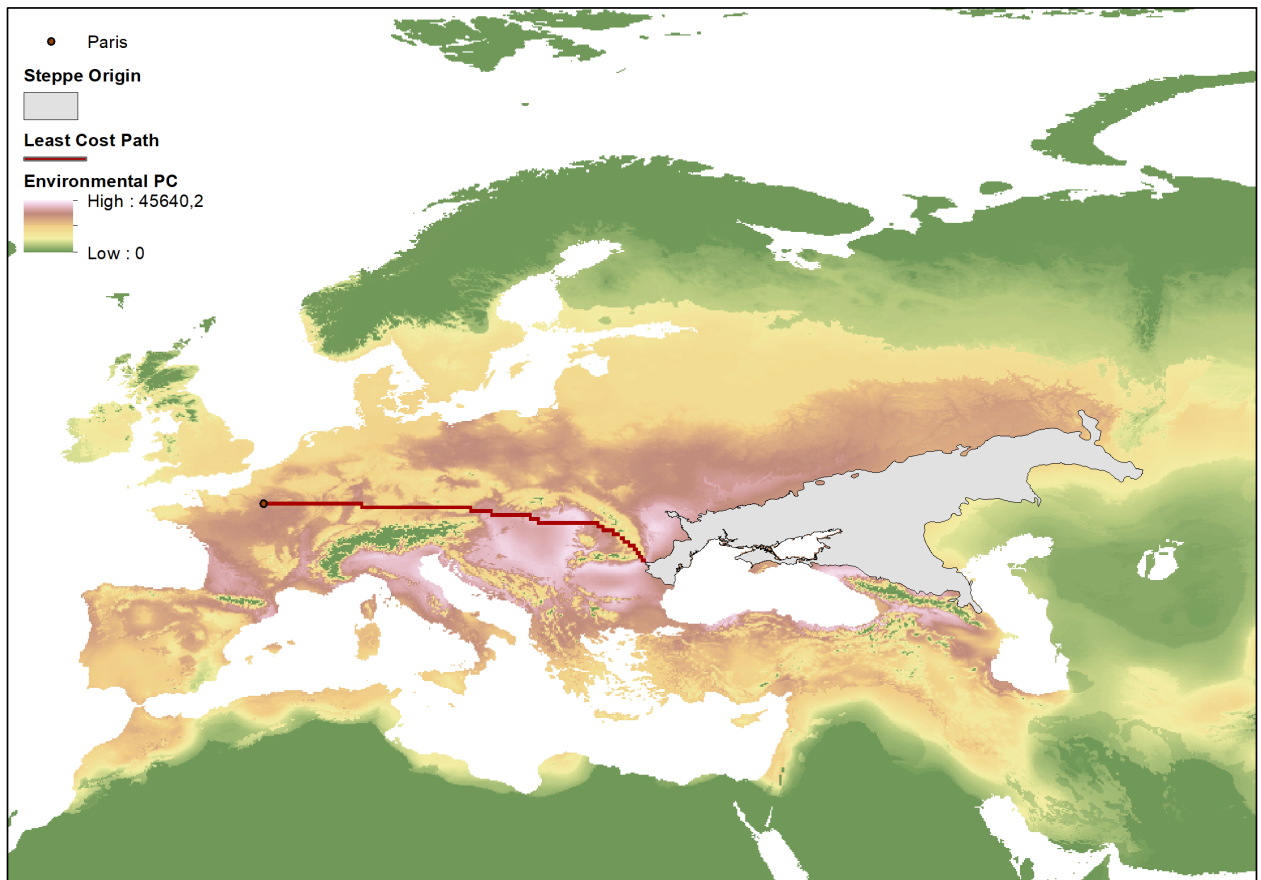 Paris
Steppe Origin
Least Cost Path
Environmental PC
High : 45640,2
Low : 0